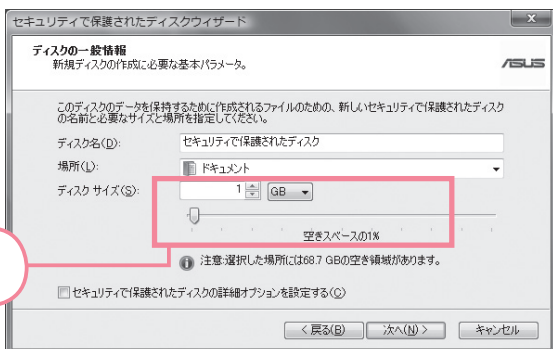 セキュリティで保護されたディスクウィザード
ディスクの一般情報
新規ディスクの作成に必要な基本パラメータ。
ASUS
このディスクのデータを保持するために作成されるファイルのための、新しいセキュリティで保護されたディスク
の名前と必要なサイズと場所を指定してください。
ディスク名(D):
セキュリティで保護されたディスク
場所(L):
ドキュメント
ディスク サイズ(S):
1 GB
空きスペースの1%
注意:選択した場所には68.7 GBの空き領域があります。
セキュリティで保護されたディスクの詳細オプションを設定する(C)
< 戻る(B)
次へ(N) >
キャンセル